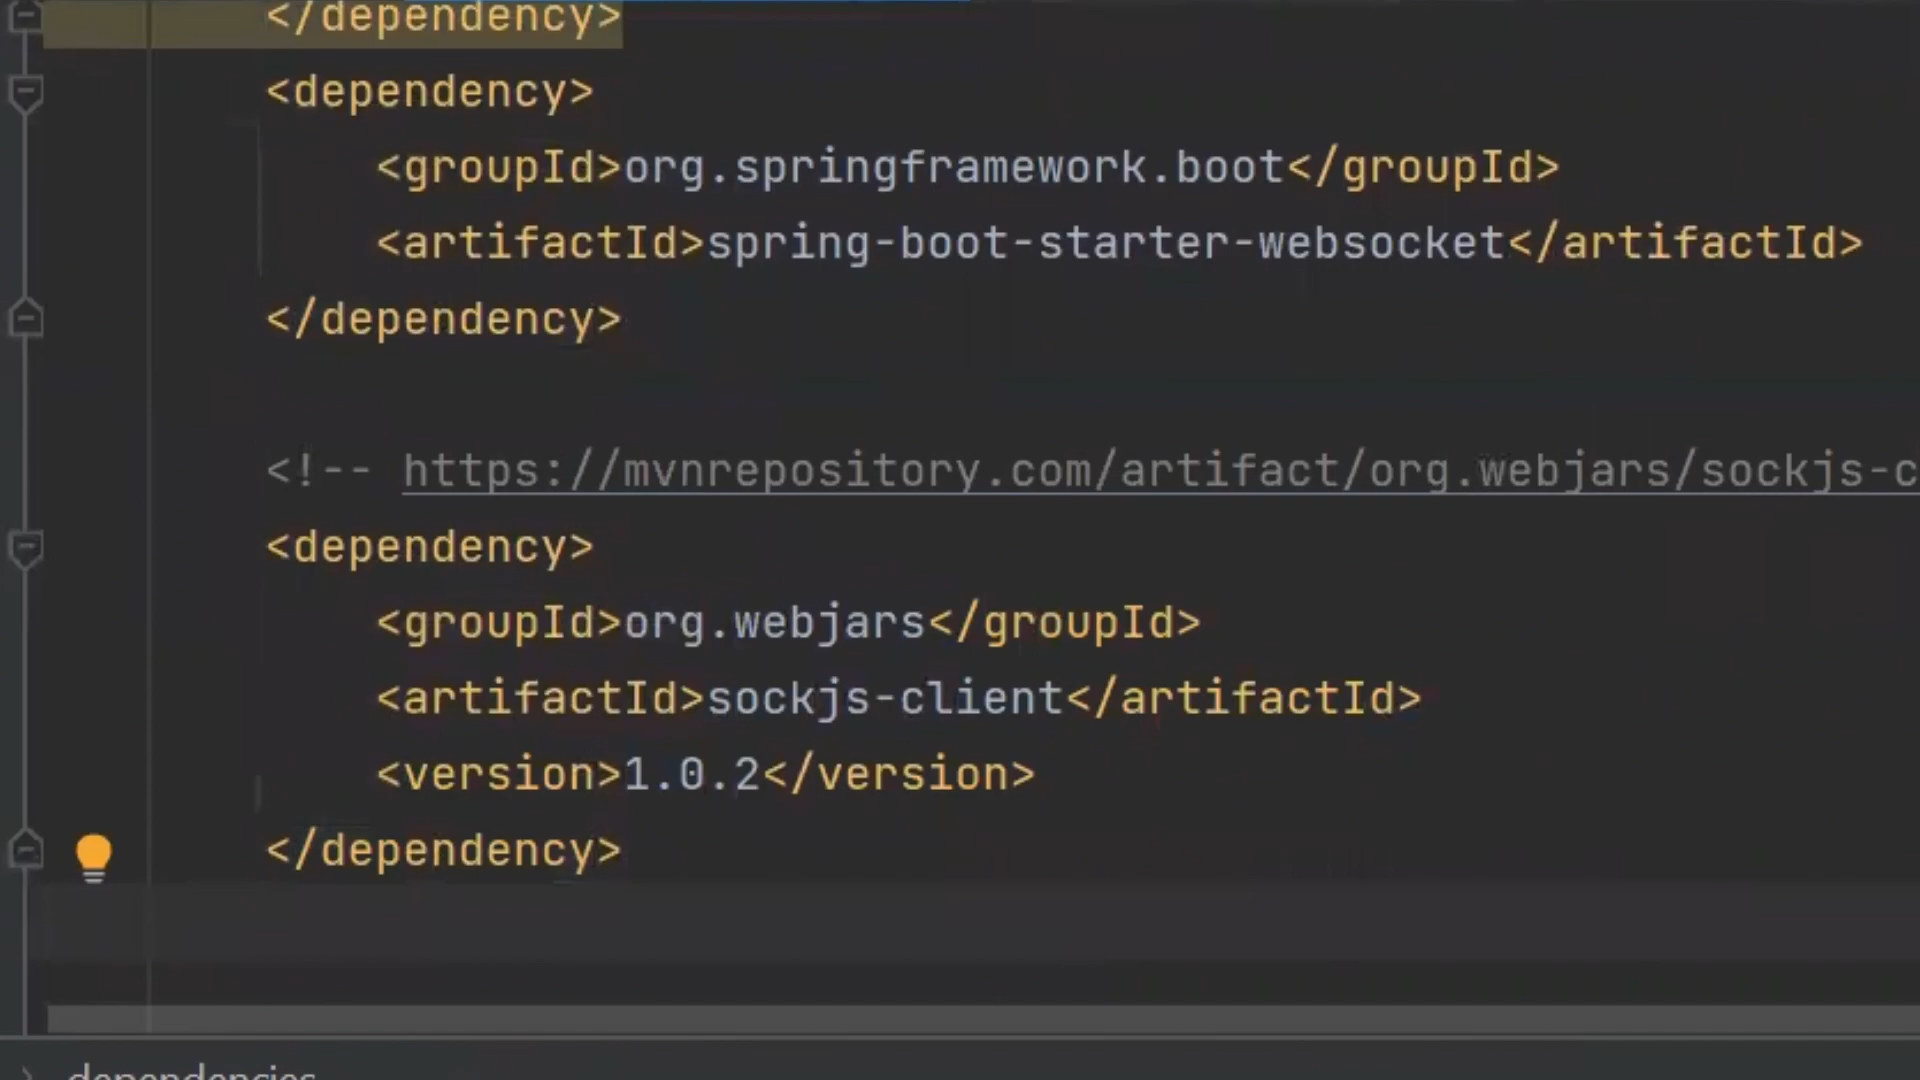 </dependency>
<dependency>
<groupId>org.springframework.boot</groupId>
<artifactId>spring-boot-starter-websocket</artifactId>
</dependency>
<!-- https://mvnrepository.com/artifact/org.webjars/sockjs-c
<dependency>
<groupId>org.webjars</groupId>
<artifactId>sockjs-client</artifactId>
<version>1.0.2</version>
</dependency>
dependencies